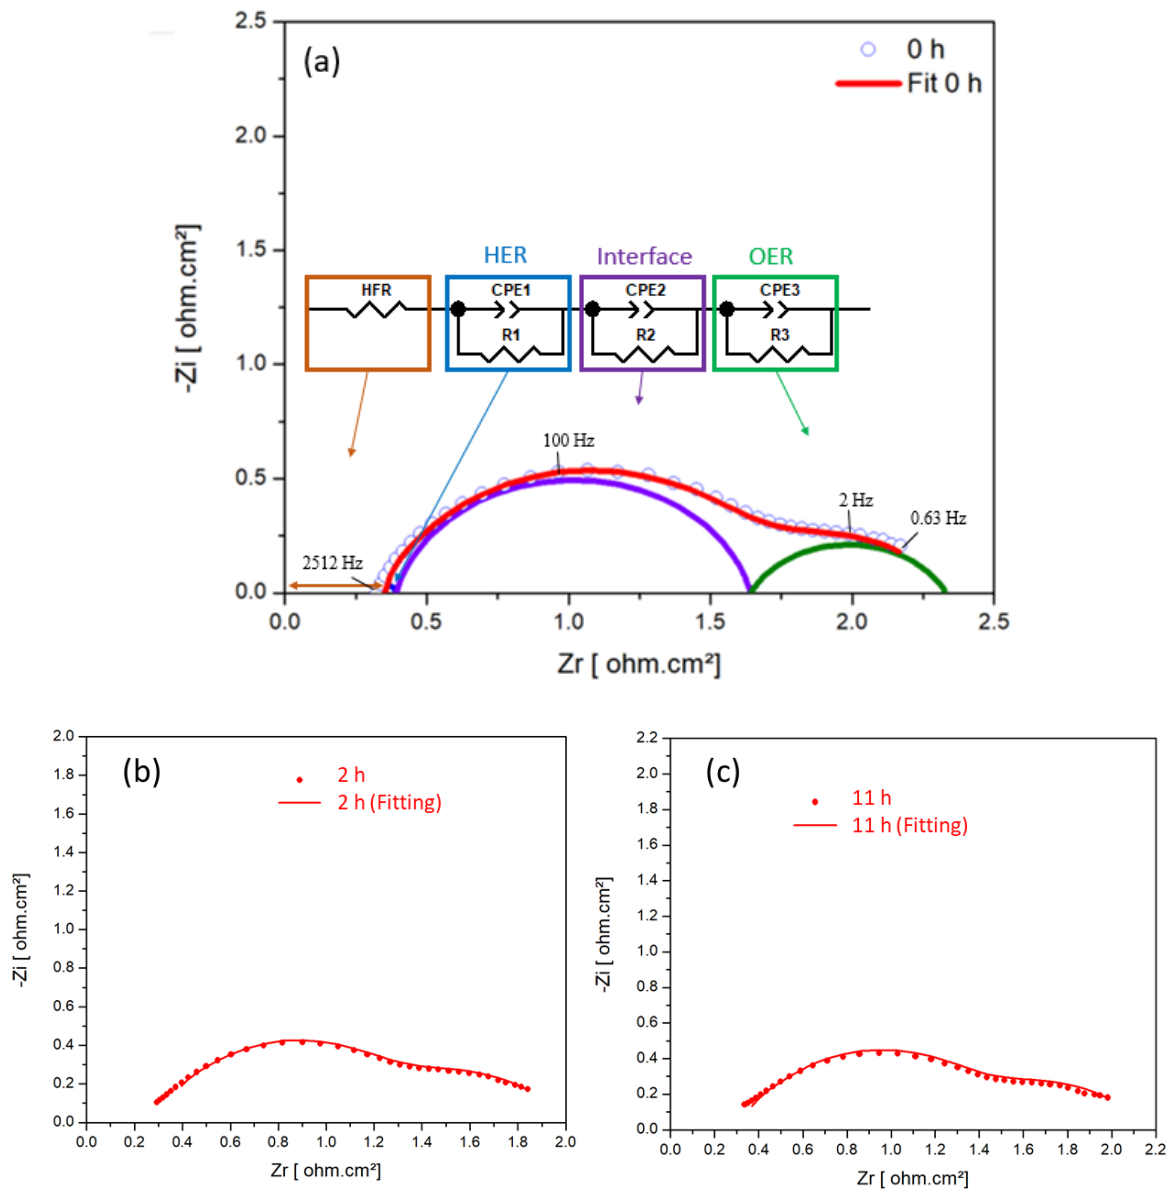 (a)
0 h
Fit 0 h
2.5
2.0
1.5
1.0
0.5
0.0
-Zi [ ohm.cm²]
HER
Interface
OER
HFR
CPE1
CPE2
CPE3
R1
R2
R3
100 Hz
2 Hz
0.63 Hz
2512 Hz
0.0 0.5 1.0 1.5 2.0 2.5
Zr [ ohm.cm²]
(b)
2 h
2 h (Fitting)
2.0
1.8
1.6
1.4
1.2
1.0
0.8
0.6
0.4
0.2
0.0
-Zi [ ohm.cm²]
0.0 0.2 0.4 0.6 0.8 1.0 1.2 1.4 1.6 1.8 2.0
Zr [ ohm.cm²]
(c)
11 h
11 h (Fitting)
2.2
2.0
1.8
1.6
1.4
1.2
1.0
0.8
0.6
0.4
0.2
0.0
-Zi [ ohm.cm²]
0.0 0.2 0.4 0.6 0.8 1.0 1.2 1.4 1.6 1.8 2.0 2.2
Zr [ ohm.cm²]